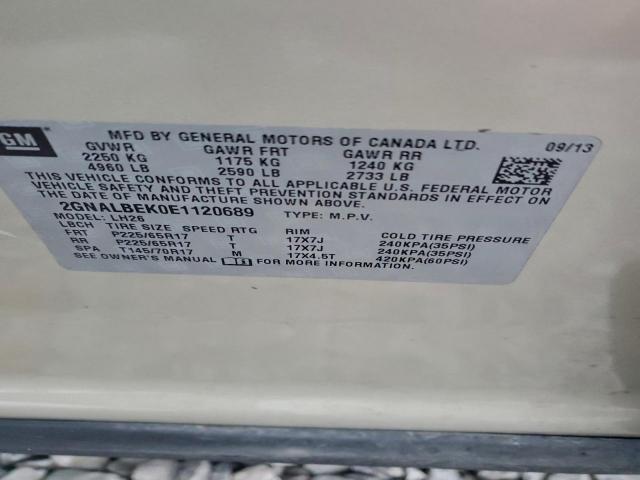 GM
MFD BY GENERAL MOTORS OF CANADA LTD. 09/13
GVWR GAWR FRT GAWR RR
2250 KG 1175 KG 1240 KG
4960 LB 2590 LB 2733 LB
THIS VEHICLE CONFORMS TO ALL APPLICABLE U.S. FEDERAL MOTOR
VEHICLE SAFETY AND THEFT PREVENTION STANDARDS IN EFFECT ON
THE DATE OF MANUFACTURE SHOWN ABOVE.
2GNALBEK0E1120689 TYPE: M.P.V.
MODEL: LH26
LBCH TIRE SIZE SPEED RTG RIM COLD TIRE PRESSURE
FRT P225/65R17 T 17X7J 240KPA(35PSI)
RR P225/65R17 T 17X7J 240KPA(35PSI)
SPA T145/70R17 M 17X4.5T 420KPA(60PSI)
SEE OWNER'S MANUAL FOR MORE INFORMATION.